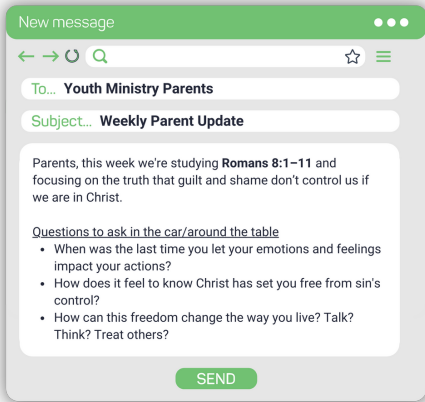 New message
To... Youth Ministry Parents
Subject... Weekly Parent Update
Parents, this week we're studying Romans 8:1–11 and
focusing on the truth that guilt and shame don’t control us if
we are in Christ.
Questions to ask in the car/around the table
• When was the last time you let your emotions and feelings
impact your actions?
• How does it feel to know Christ has set you free from sin's
control?
• How can this freedom change the way you live? Talk?
Think? Treat others?
SEND